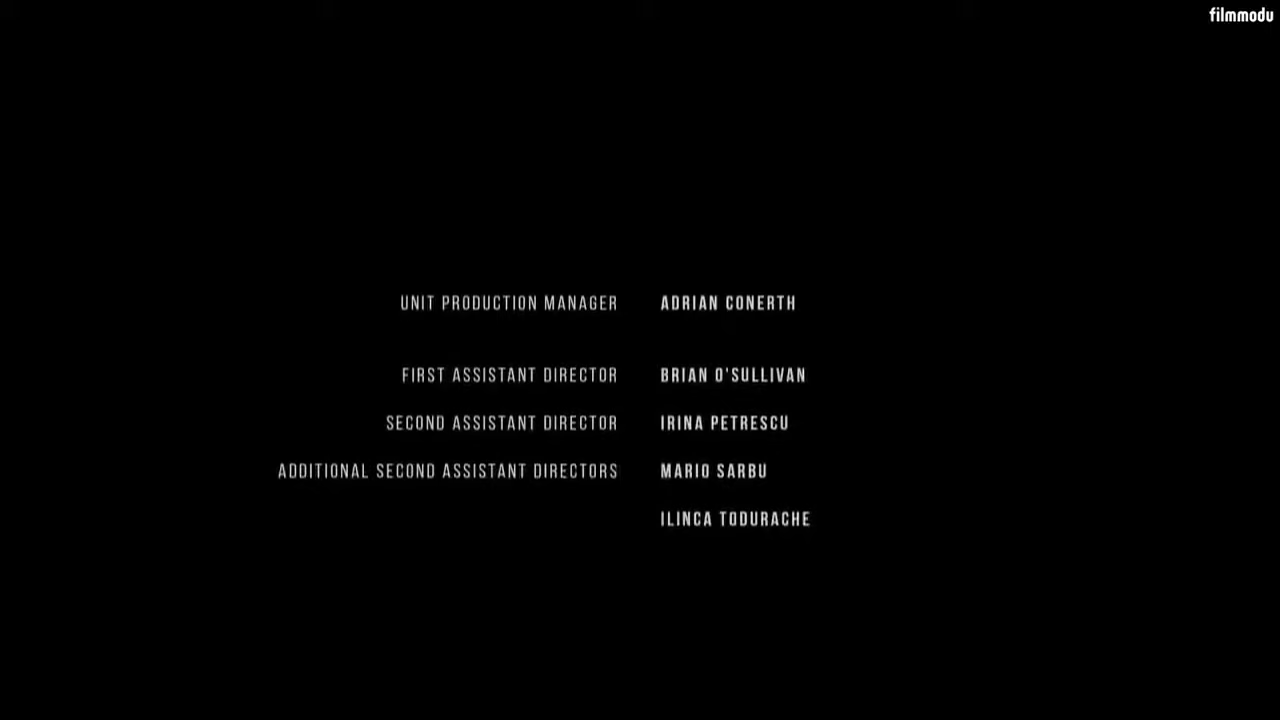 filmmodu
UNIT PRODUCTION MANAGER ADRIAN CONERTH
FIRST ASSISTANT DIRECTOR BRIAN O'SULLIVAN
SECOND ASSISTANT DIRECTOR IRINA PETRESCU
ADDITIONAL SECOND ASSISTANT DIRECTORS MARIO SARBU
ILINCA TODURACHE